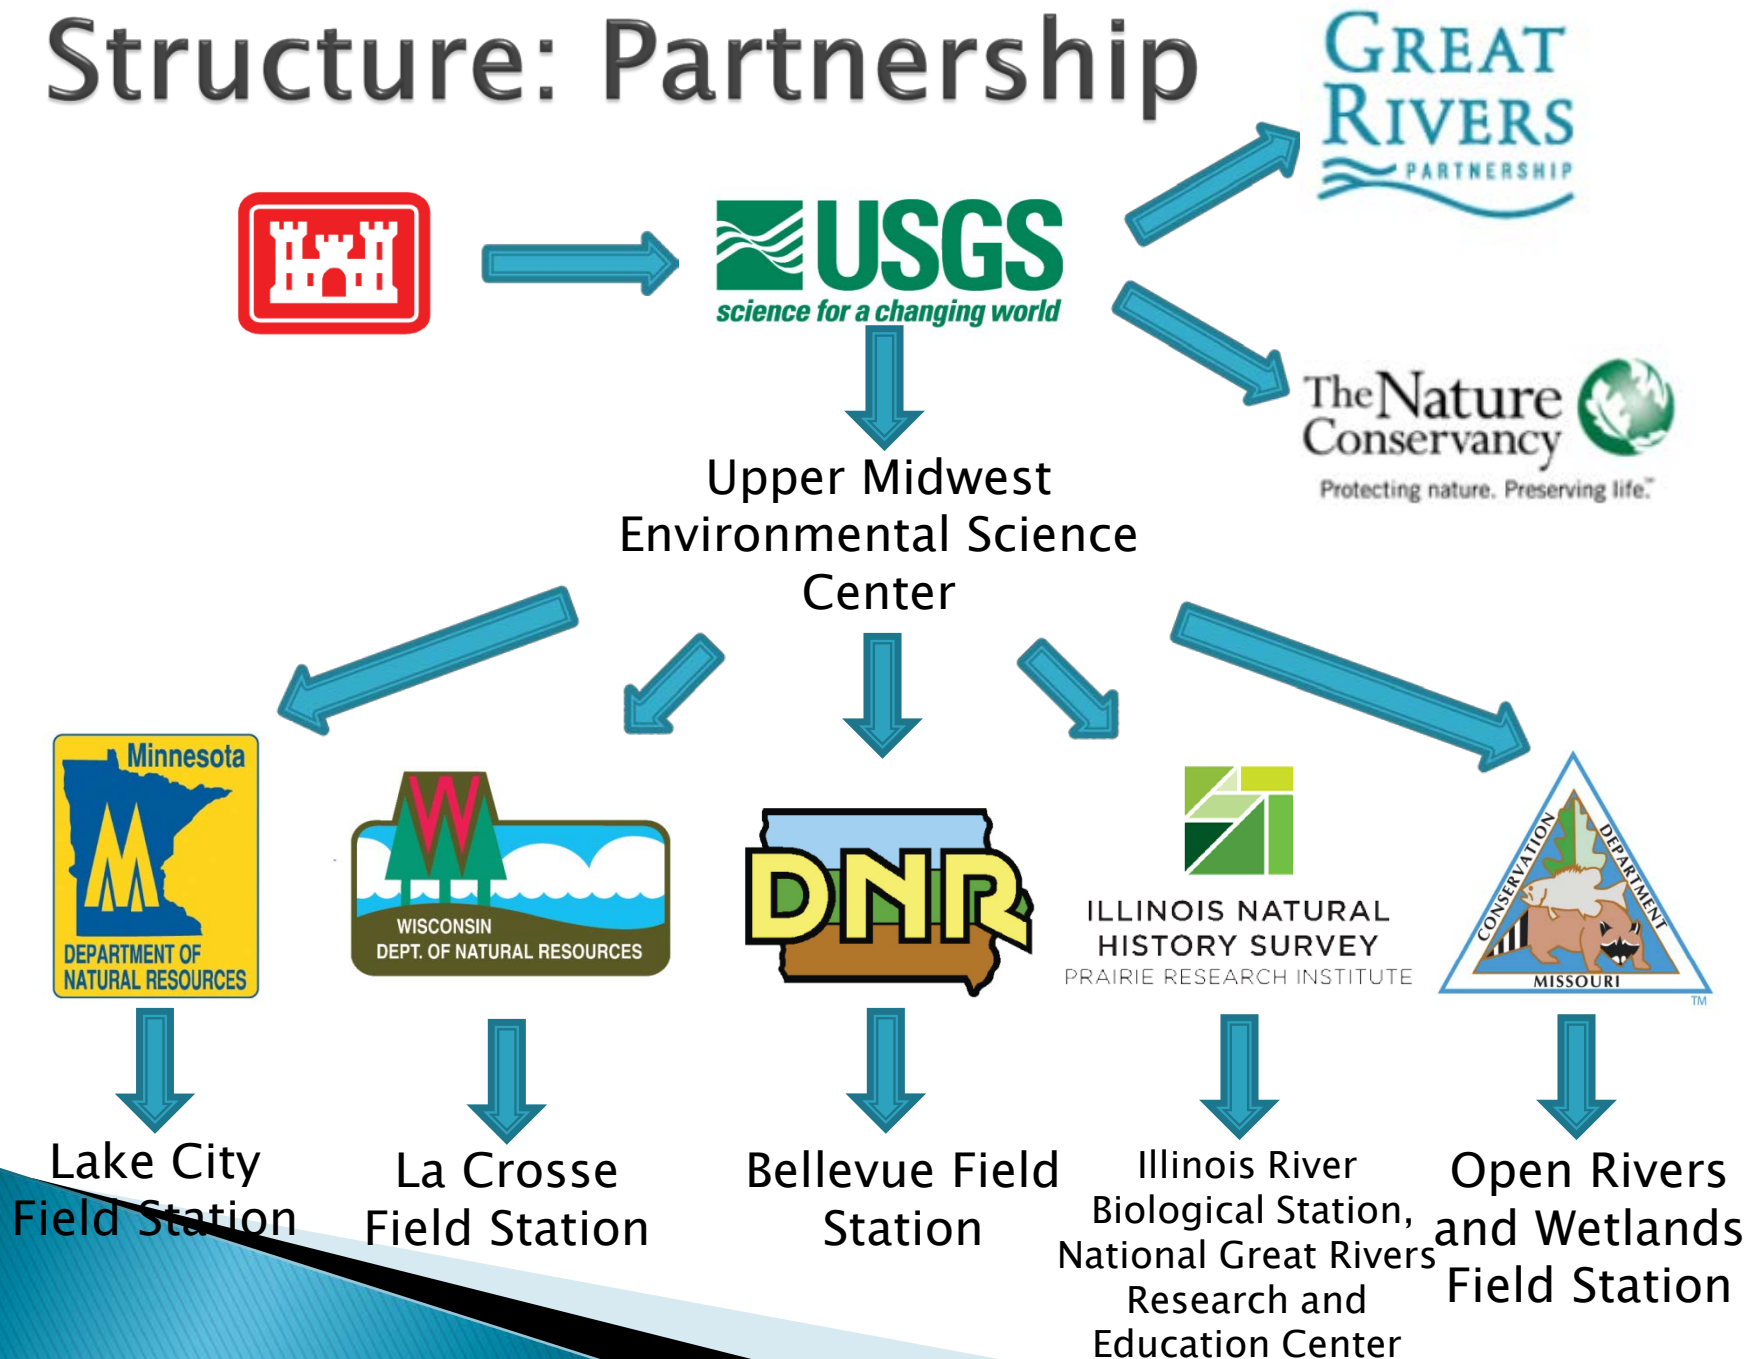 Structure: Partnership
GREAT
RIVERS
PARTNERSHIP
USGS
science for a changing world
The Nature
Conservancy
Protecting nature. Preserving life.™
Upper Midwest
Environmental Science
Center
Minnesota
M
DEPARTMENT OF
NATURAL RESOURCES
W
WISCONSIN
DEPT. OF NATURAL RESOURCES
DNR
ILLINOIS NATURAL
HISTORY SURVEY
PRAIRIE RESEARCH INSTITUTE
CONSERVATION
DEPARTMENT
MISSOURI
TM
Lake City
Field Station
La Crosse
Field Station
Bellevue Field
Station
Illinois River
Biological Station,
National Great Rivers
Research and
Education Center
Open Rivers
and Wetlands
Field Station